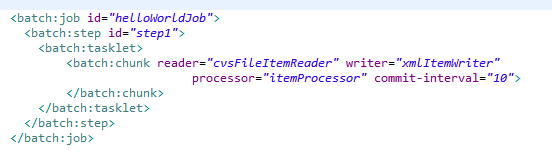 <batch:job id="helloWorldJob">
<batch:step id="step1">
<batch:tasklet>
<batch:chunk reader="cvsFileItemReader" writer="xmlItemWriter"
processor="itemProcessor" commit-interval="10">
</batch:chunk>
</batch:tasklet>
</batch:step>
</batch:job>